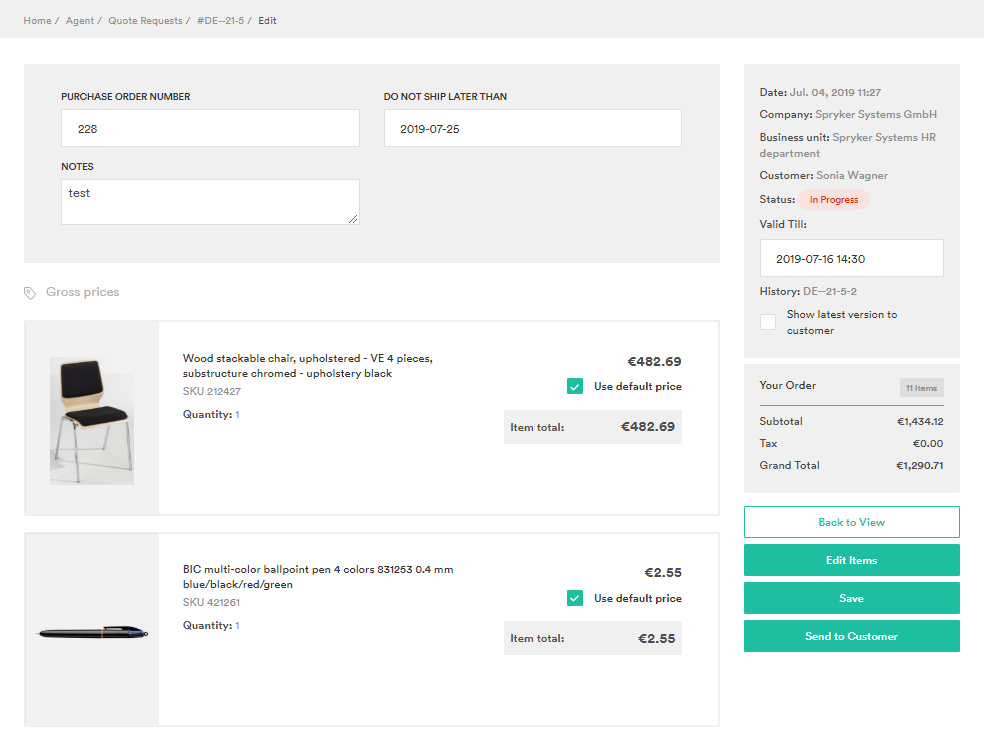 Home / Agent / Quote Requests / #DE--21-5 / Edit
PURCHASE ORDER NUMBER
228
DO NOT SHIP LATER THAN
2019-07-25
NOTES
test
Gross prices
Wood stackable chair, upholstered - VE 4 pieces,
substructure chromed - upholstery black
SKU 212427
Quantity: 1
€482.69
Use default price
Item total: €482.69
BIC multi-color ballpoint pen 4 colors 831253 0.4 mm
blue/black/red/green
SKU 421261
Quantity: 1
€2.55
Use default price
Item total: €2.55
Date: Jul. 04, 2019 11:27
Company: Spryker Systems GmbH
Business unit: Spryker Systems HR
department
Customer: Sonia Wagner
Status: In Progress
Valid Till:
2019-07-16 14:30
History: DE--21-5-2
Show latest version to
customer
Your Order 11 Items
Subtotal €1,434.12
Tax €0.00
Grand Total €1,290.71
Back to View
Edit Items
Save
Send to Customer